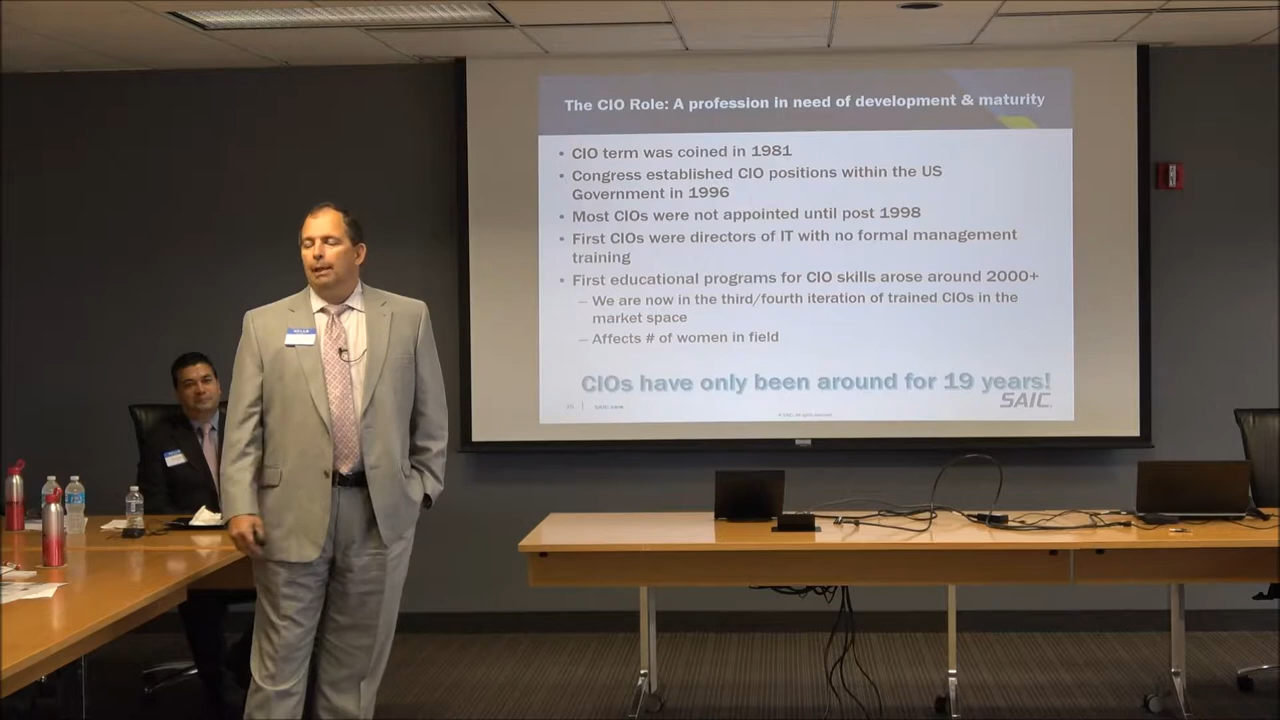 The CIO Role: A profession in need of development & maturity
• CIO term was coined in 1981
• Congress established CIO positions within the US
Government in 1996
• Most CIOs were not appointed until post 1998
• First CIOs were directors of IT with no formal management
training
• First educational programs for CIO skills arose around 2000+
– We are now in the third/fourth iteration of trained CIOs in the
market space
– Affects # of women in field
CIOs have only been around for 19 years!
SAIC.com
SAIC
HELLO